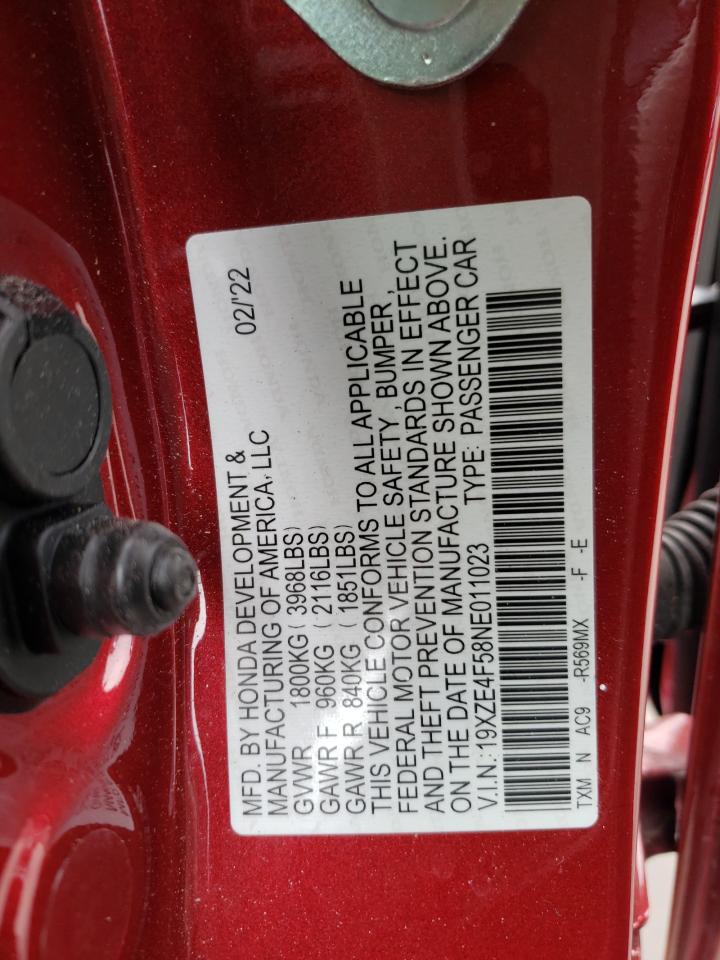 MFD. BY HONDA DEVELOPMENT & 02/'22
MANUFACTURING OF AMERICA, LLC
GVWR 1800KG ( 3968LBS)
GAWR F 960KG ( 2116LBS)
GAWR R 840KG ( 1851LBS)
THIS VEHICLE CONFORMS TO ALL APPLICABLE
FEDERAL MOTOR VEHICLE SAFETY, BUMPER,
AND THEFT PREVENTION STANDARDS IN EFFECT
ON THE DATE OF MANUFACTURE SHOWN ABOVE.
V.I.N.: 19XZE4F58NE011023 TYPE: PASSENGER CAR
TXM N AC9 -R569MX -F -E